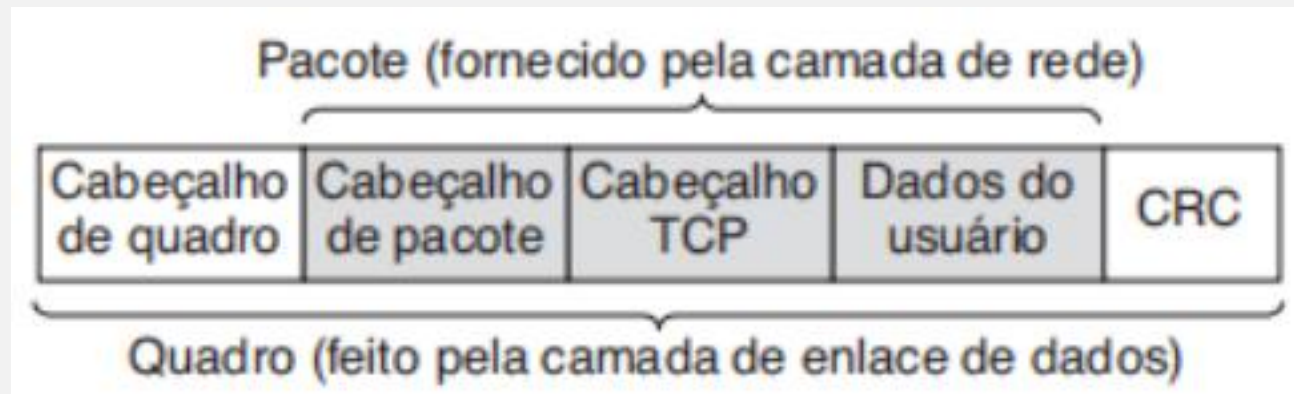 Pacote (fornecido pela camada de rede)
Cabeçalho de quadro
Cabeçalho de pacote
Cabeçalho TCP
Dados do usuário
CRC
Quadro (feito pela camada de enlace de dados)